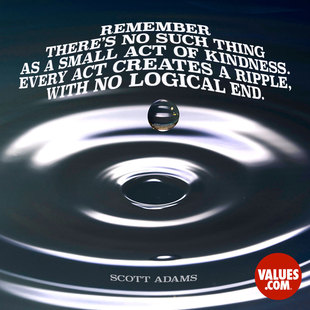 REMEMBER
THERE'S NO SUCH THING
AS A SMALL ACT OF KINDNESS.
EVERY ACT CREATES A RIPPLE,
WITH NO LOGICAL END.
SCOTT ADAMS
VALUES
.COM